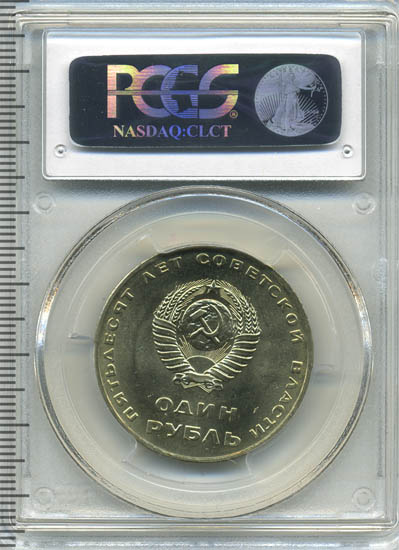 PCGS
®
NASDAQ:CLCT
ПЯТЬДЕСЯТ ЛЕТ СОВЕТСКОЙ ВЛАСТИ
ОДИН
РУБЛЬ